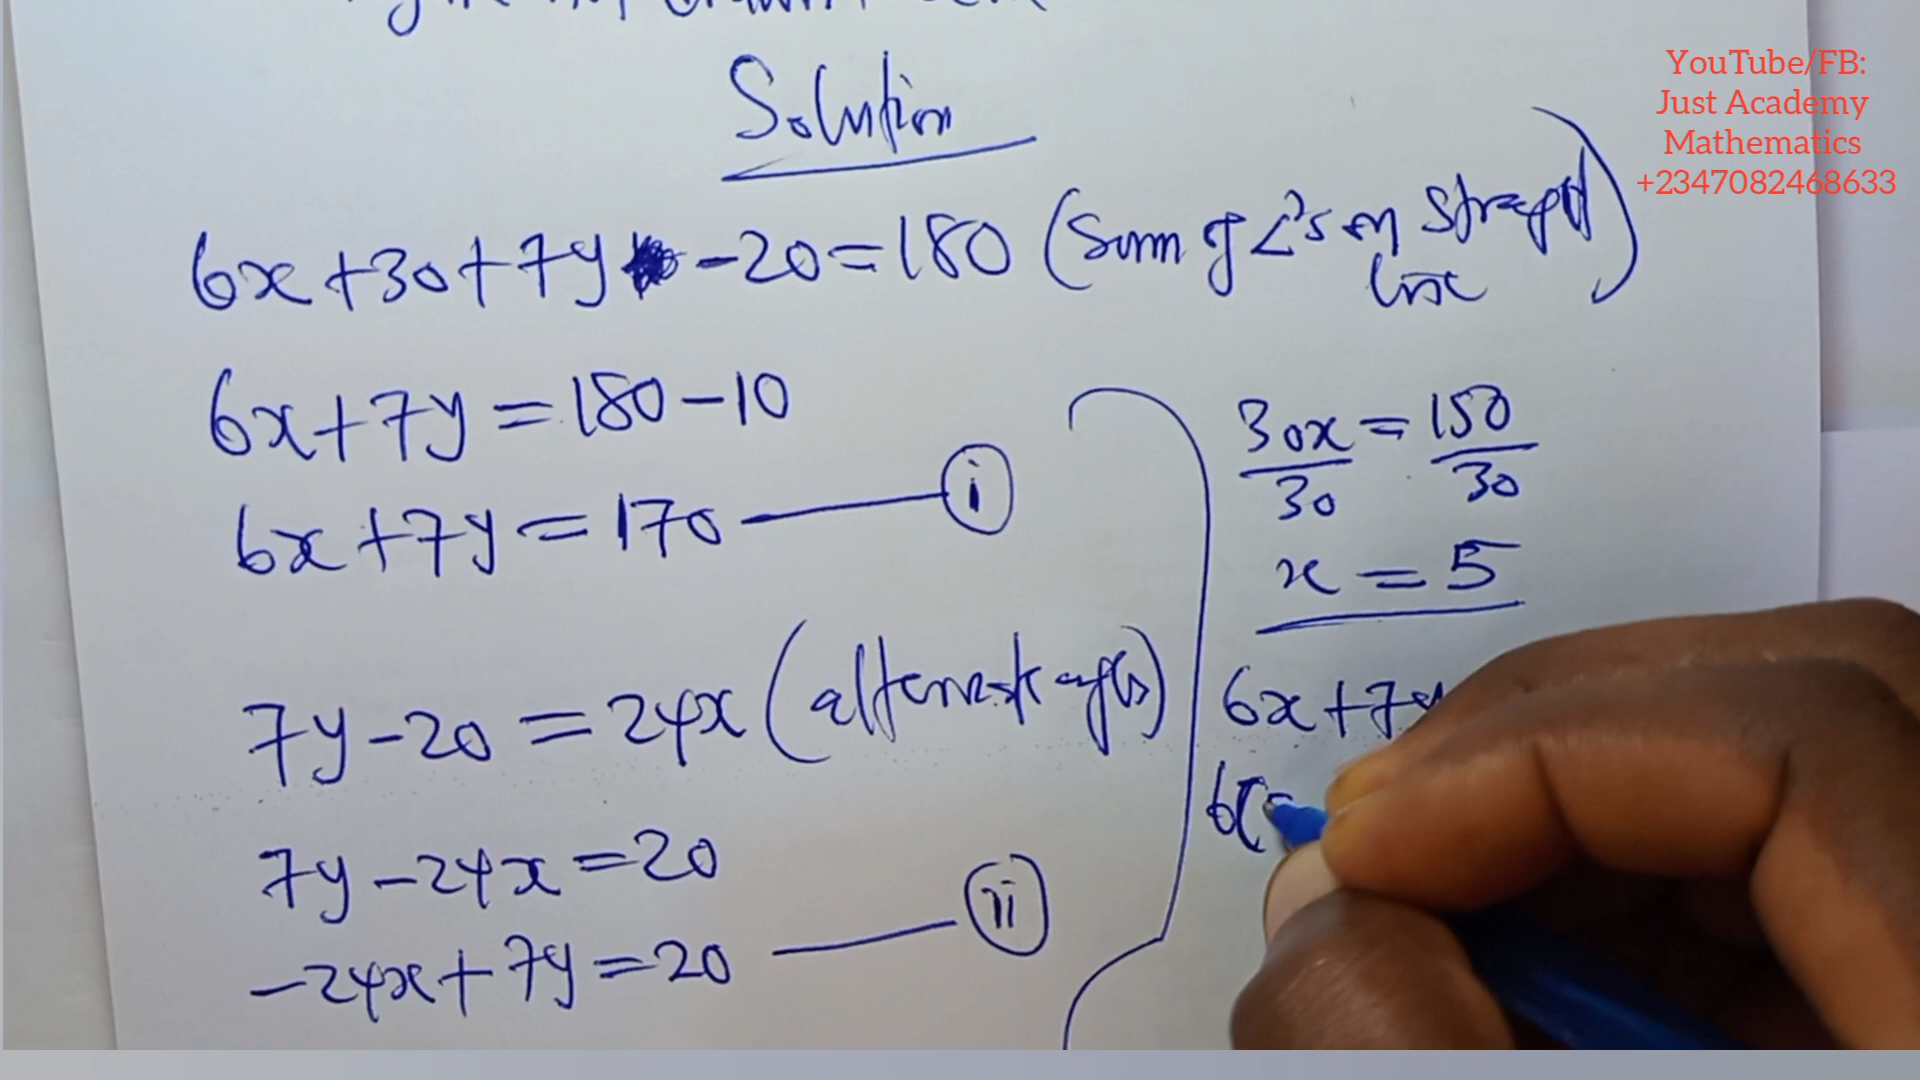 Solution
6x+30+7y -20=180 (Sum of <'s on straight
line)
6x+7y=180-10
6x+7y=170 i
7y-20=24x (alternate angles)
7y-24x=20
-24x+7y=20 ii
30x=150
30 30
x=5
6x+7y
6(5
YouTube/FB:
Just Academy
Mathematics
+2347082468633